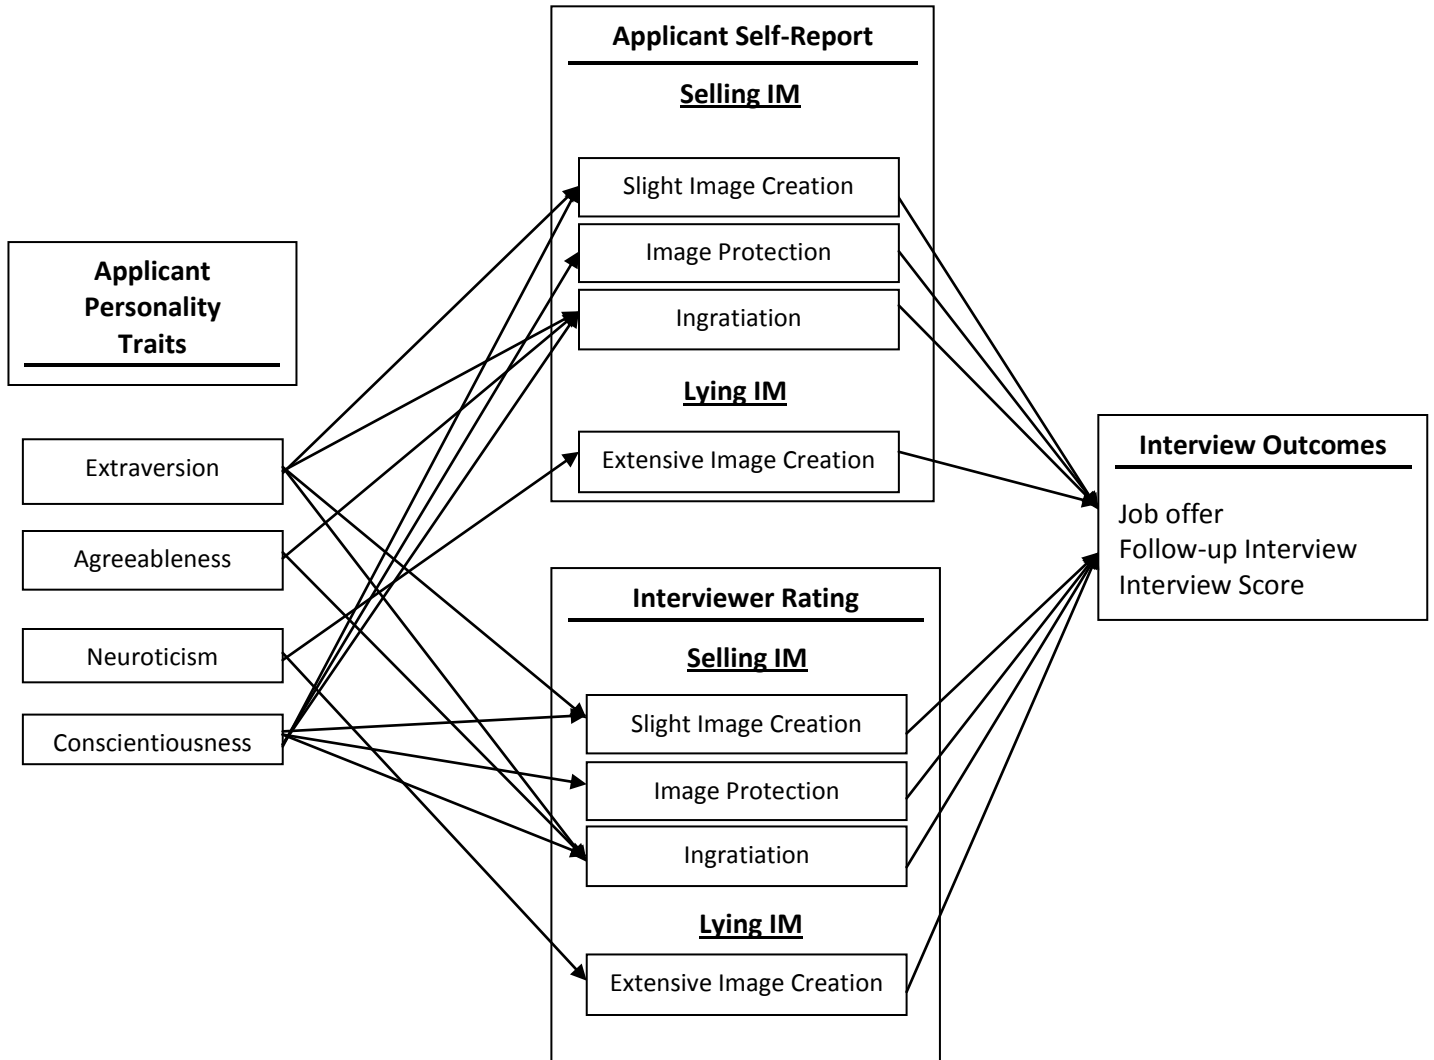 Applicant
Personality
Traits
Extraversion
Agreeableness
Neuroticism
Conscientiousness
Applicant Self-Report
Selling IM
Slight Image Creation
Image Protection
Ingratiation
Lying IM
Extensive Image Creation
Interviewer Rating
Selling IM
Slight Image Creation
Image Protection
Ingratiation
Lying IM
Extensive Image Creation
Interview Outcomes
Job offer
Follow-up Interview
Interview Score